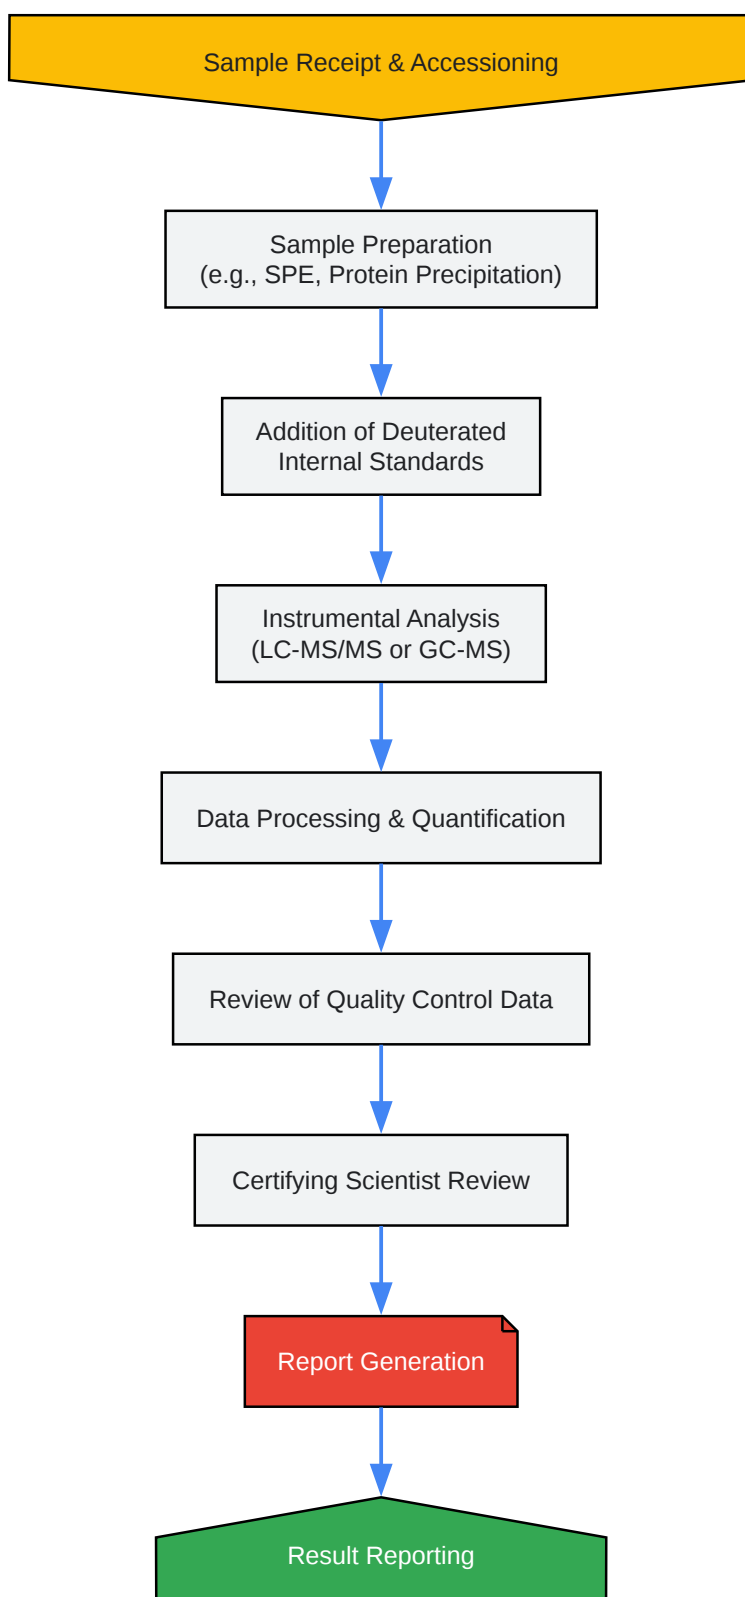 Sample Receipt & Accessioning
Sample Preparation
(e.g., SPE, Protein Precipitation)
Addition of Deuterated
Internal Standards
Instrumental Analysis
(LC-MS/MS or GC-MS)
Data Processing & Quantification
Review of Quality Control Data
Certifying Scientist Review
Report Generation
Result Reporting